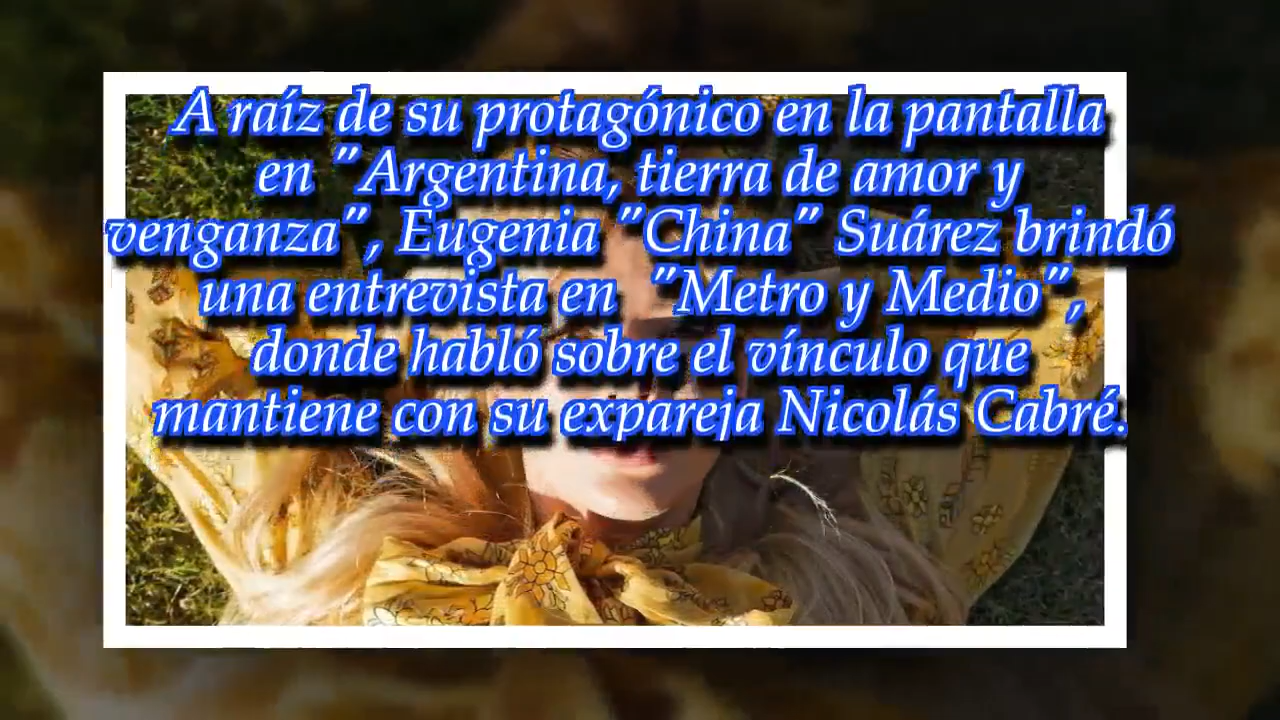 A raíz de su protagónico en la pantalla
en "Argentina, tierra de amor y
venganza", Eugenia "China" Suárez brindó
una entrevista en "Metro y Medio",
donde habló sobre el vínculo que
mantiene con su expareja Nicolás Cabré.